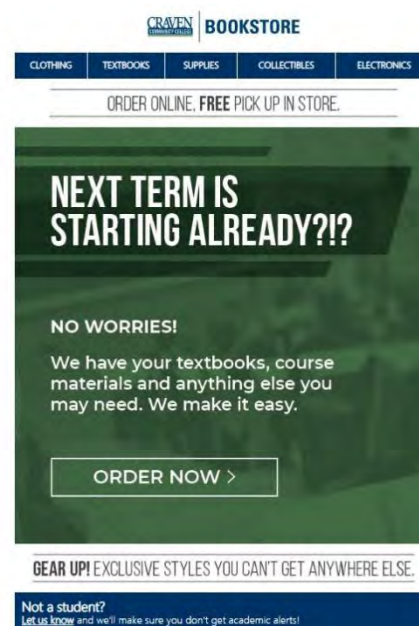 CRAVEN
COMMUNITY COLLEGE
BOOKSTORE
CLOTHING TEXTBOOKS SUPPLIES COLLECTIBLES ELECTRONICS
ORDER ONLINE, FREE PICK UP IN STORE.
NEXT TERM IS
STARTING ALREADY?!?
NO WORRIES!
We have your textbooks, course
materials and anything else you
may need. We make it easy.
ORDER NOW >
GEAR UP! EXCLUSIVE STYLES YOU CAN'T GET ANYWHERE ELSE.
Not a student?
Let us know and we'll make sure you don't get academic alerts!